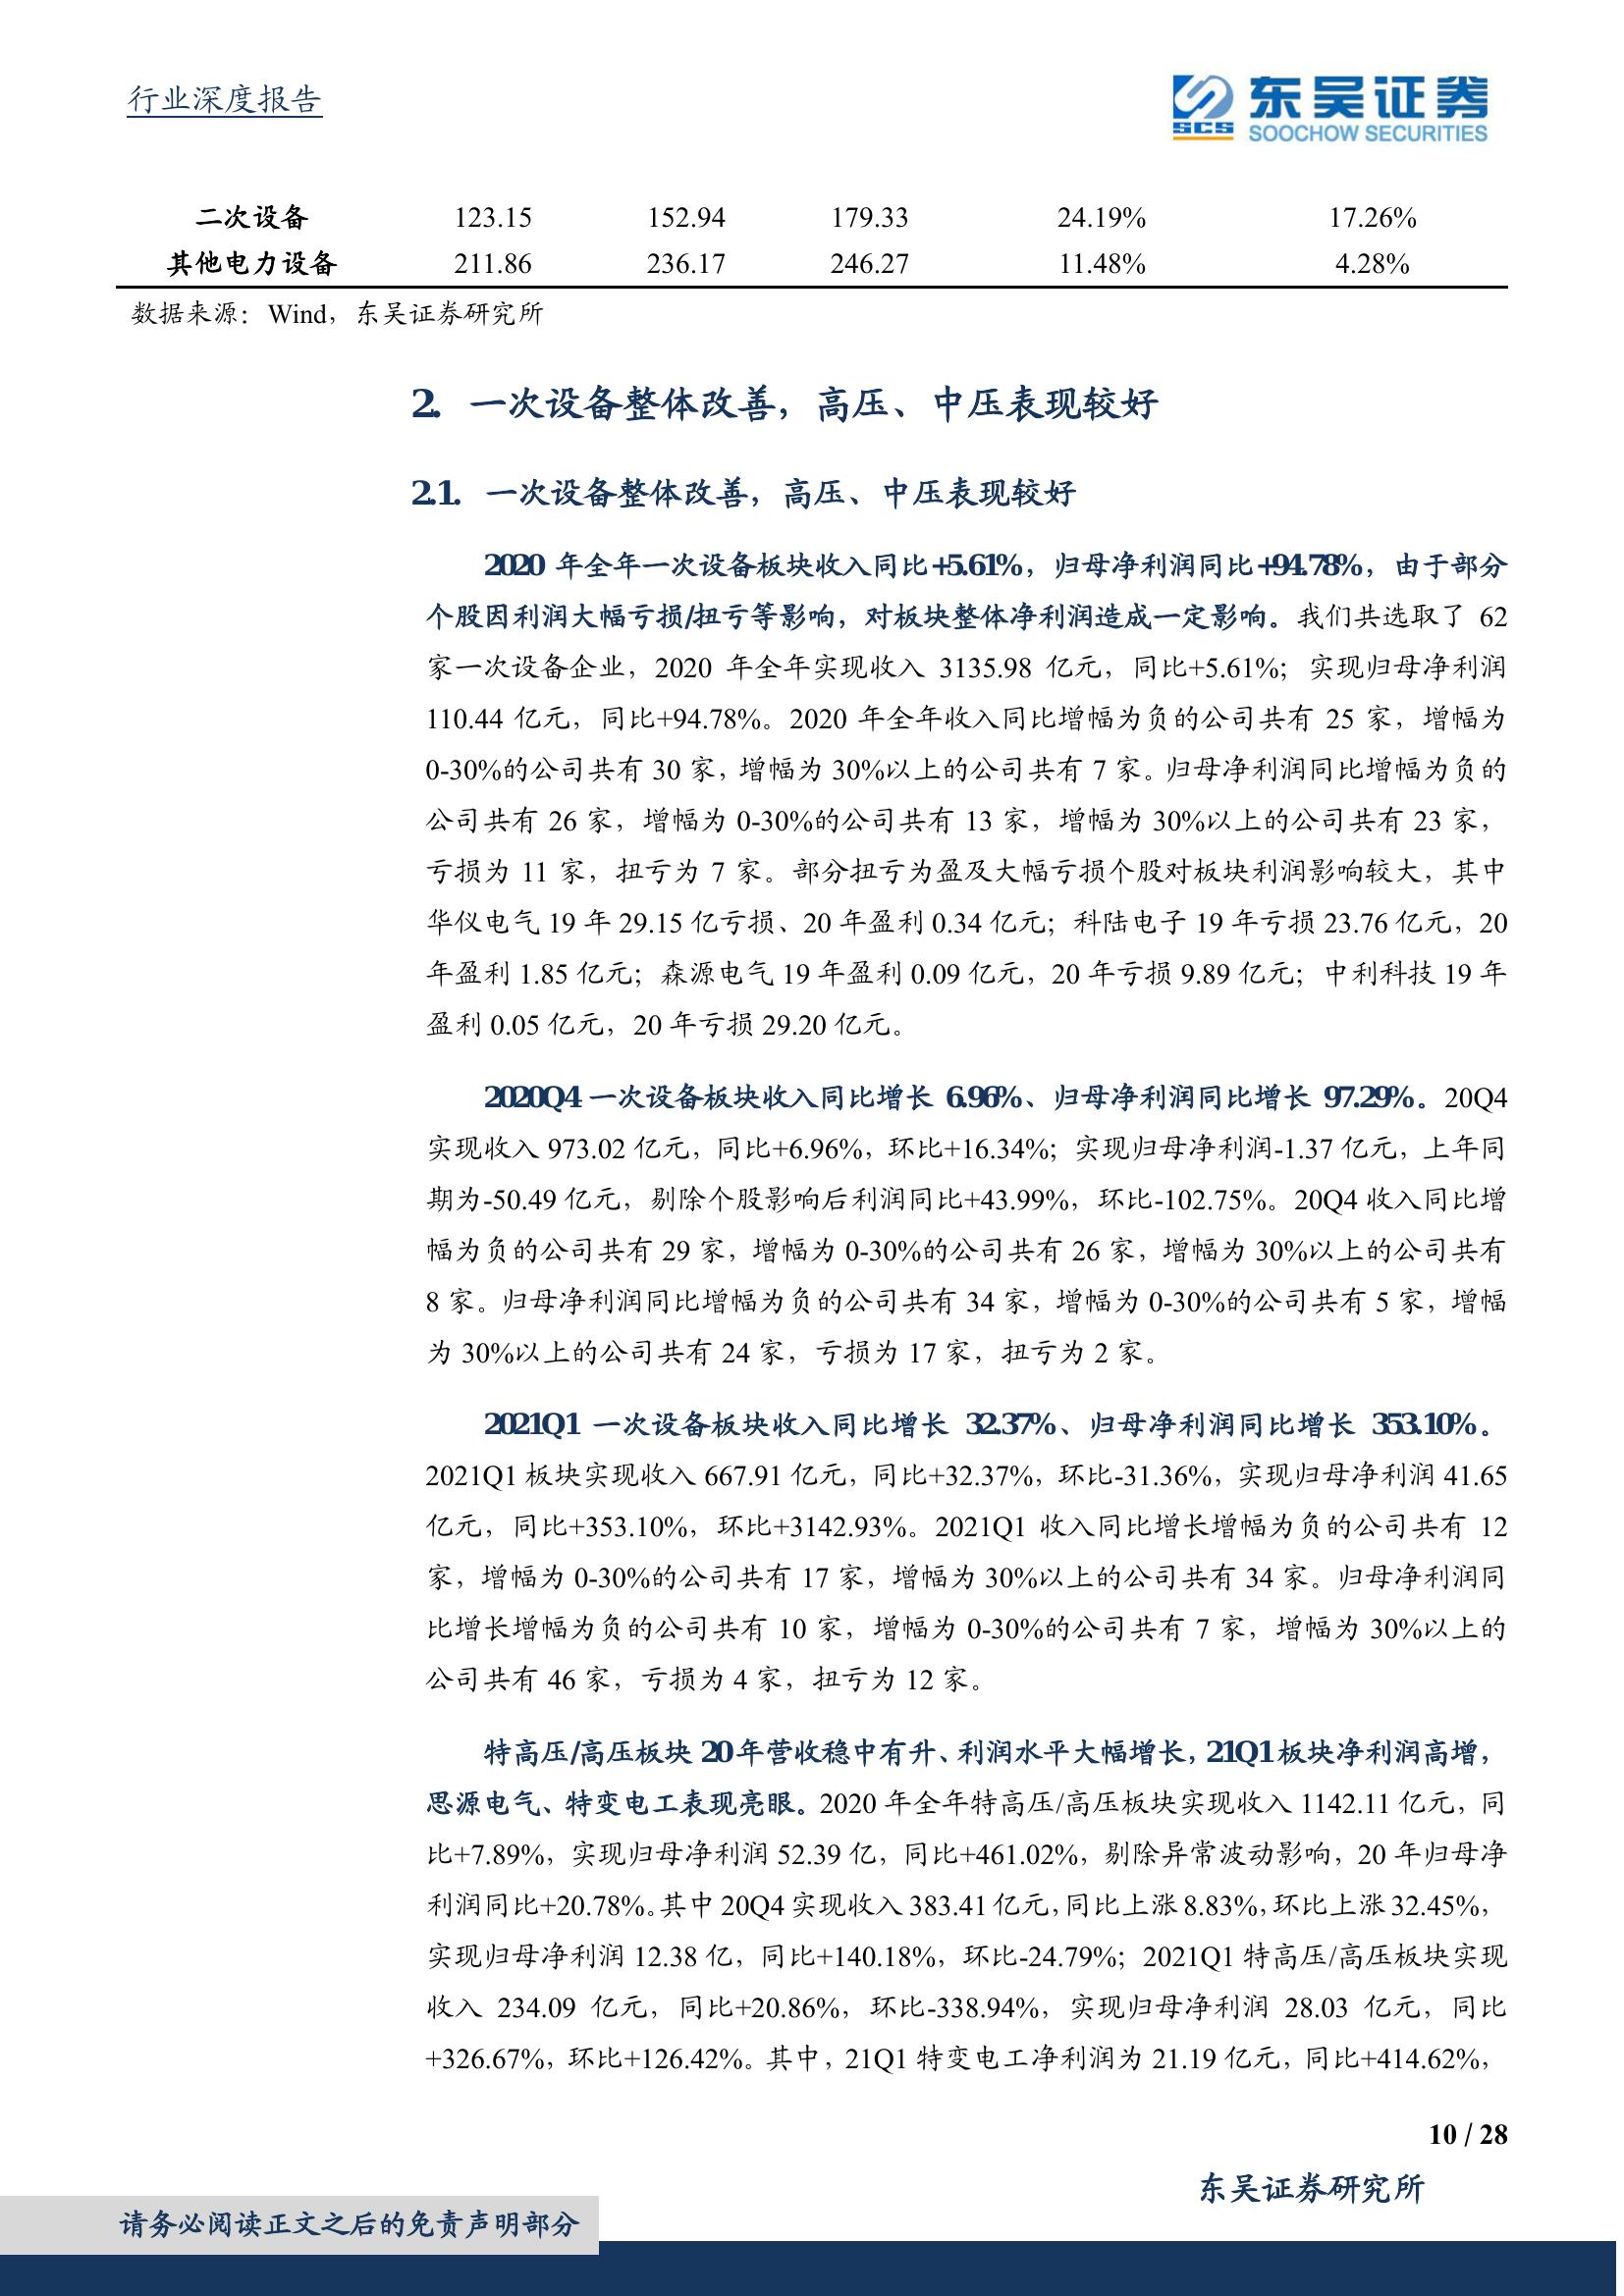 行业深度报告
东吴证券
SCS
SOOCHOW SECURITIES
二次设备 123.15 152.94 179.33 24.19% 17.26%
其他电力设备 211.86 236.17 246.27 11.48% 4.28%
数据来源：Wind，东吴证券研究所
2. 一次设备整体改善，高压、中压表现较好
2.1. 一次设备整体改善，高压、中压表现较好
2020 年全年一次设备板块收入同比+5.61%，归母净利润同比+94.78%，由于部分
个股因利润大幅亏损/扭亏等影响，对板块整体净利润造成一定影响。我们共选取了 62
家一次设备企业，2020 年全年实现收入 3135.98 亿元，同比+5.61%；实现归母净利润
110.44 亿元，同比+94.78%。2020 年全年收入同比增幅为负的公司共有 25 家，增幅为
0-30%的公司共有 30 家，增幅为 30%以上的公司共有 7 家。归母净利润同比增幅为负的
公司共有 26 家，增幅为 0-30%的公司共有 13 家，增幅为 30%以上的公司共有 23 家，
亏损为 11 家，扭亏为 7 家。部分扭亏为盈及大幅亏损个股对板块利润影响较大，其中
华仪电气 19 年 29.15 亿亏损、20 年盈利 0.34 亿元；科陆电子 19 年亏损 23.76 亿元，20
年盈利 1.85 亿元；森源电气 19 年盈利 0.09 亿元，20 年亏损 9.89 亿元；中利科技 19 年
盈利 0.05 亿元，20 年亏损 29.20 亿元。
2020Q4 一次设备板块收入同比增长 6.96%、归母净利润同比增长 97.29%。20Q4
实现收入 973.02 亿元，同比+6.96%，环比+16.34%；实现归母净利润-1.37 亿元，上年同
期为-50.49 亿元，剔除个股影响后利润同比+43.99%，环比-102.75%。20Q4 收入同比增
幅为负的公司共有 29 家，增幅为 0-30%的公司共有 26 家，增幅为 30%以上的公司共有
8 家。归母净利润同比增幅为负的公司共有 34 家，增幅为 0-30%的公司共有 5 家，增幅
为 30%以上的公司共有 24 家，亏损为 17 家，扭亏为 2 家。
2021Q1 一次设备板块收入同比增长 32.37%、归母净利润同比增长 353.10%。
2021Q1 板块实现收入 667.91 亿元，同比+32.37%，环比-31.36%，实现归母净利润 41.65
亿元，同比+353.10%，环比+3142.93%。2021Q1 收入同比增长增幅为负的公司共有 12
家，增幅为 0-30%的公司共有 17 家，增幅为 30%以上的公司共有 34 家。归母净利润同
比增长增幅为负的公司共有 10 家，增幅为 0-30%的公司共有 7 家，增幅为 30%以上的
公司共有 46 家，亏损为 4 家，扭亏为 12 家。
特高压/高压板块 20 年营收稳中有升、利润水平大幅增长，21Q1 板块净利润高增，
思源电气、特变电工表现亮眼。2020 年全年特高压/高压板块实现收入 1142.11 亿元，同
比+7.89%，实现归母净利润 52.39 亿，同比+461.02%，剔除异常波动影响，20 年归母净
利润同比+20.78%。其中 20Q4 实现收入 383.41 亿元，同比上涨 8.83%，环比上涨 32.45%，
实现归母净利润 12.38 亿，同比+140.18%，环比-24.79%；2021Q1 特高压/高压板块实现
收入 234.09 亿元，同比+20.86%，环比-338.94%，实现归母净利润 28.03 亿元，同比
+326.67%，环比+126.42%。其中，21Q1 特变电工净利润为 21.19 亿元，同比+414.62%，
10 / 28
东吴证券研究所
请务必阅读正文之后的免责声明部分